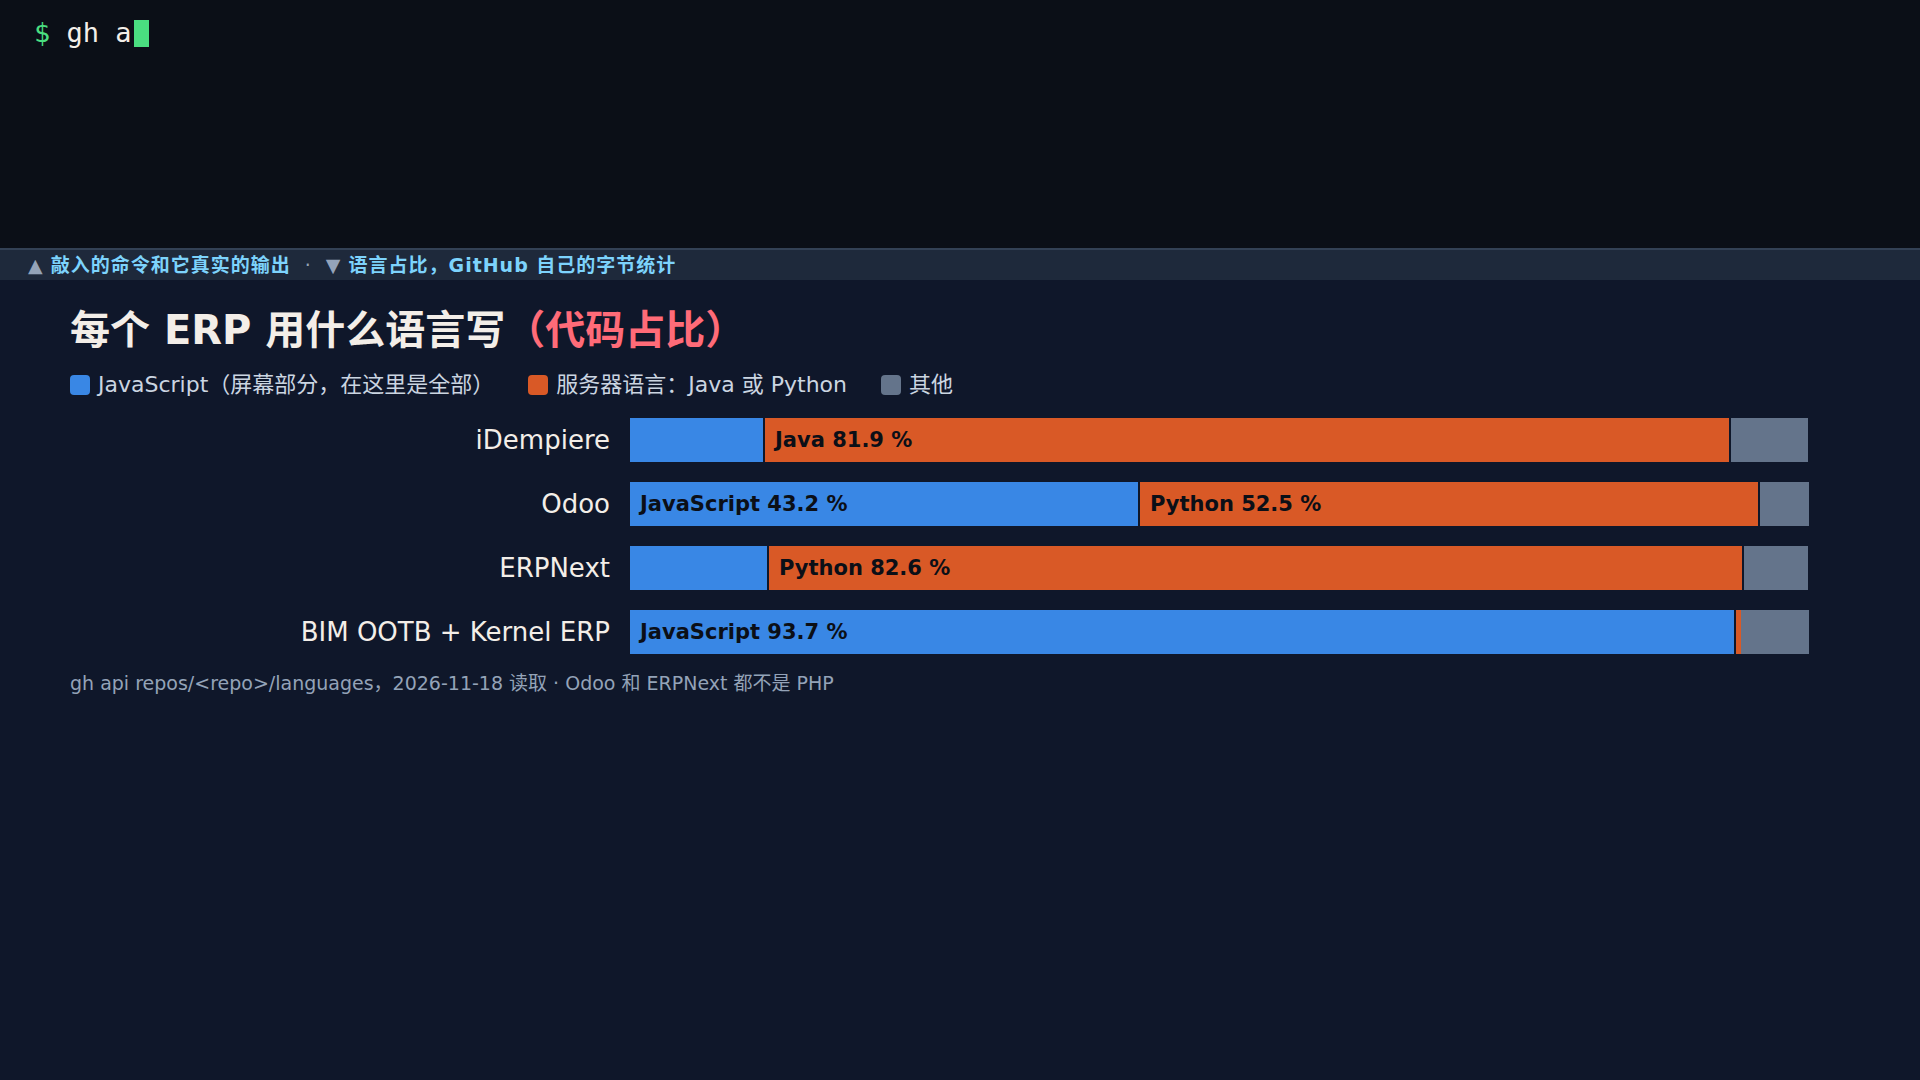 $ gh a
▲ 敲入的命令和它真实的输出 · ▼ 语言占比，GitHub 自己的字节统计
每个 ERP 用什么语言写（代码占比）
JavaScript（屏幕部分，在这里是全部） 服务器语言：Java 或 Python 其他
iDempiere Java 81.9 %
Odoo JavaScript 43.2 % Python 52.5 %
ERPNext Python 82.6 %
BIM OOTB + Kernel ERP JavaScript 93.7 %
gh api repos/<repo>/languages，2026-11-18 读取 · Odoo 和 ERPNext 都不是 PHP